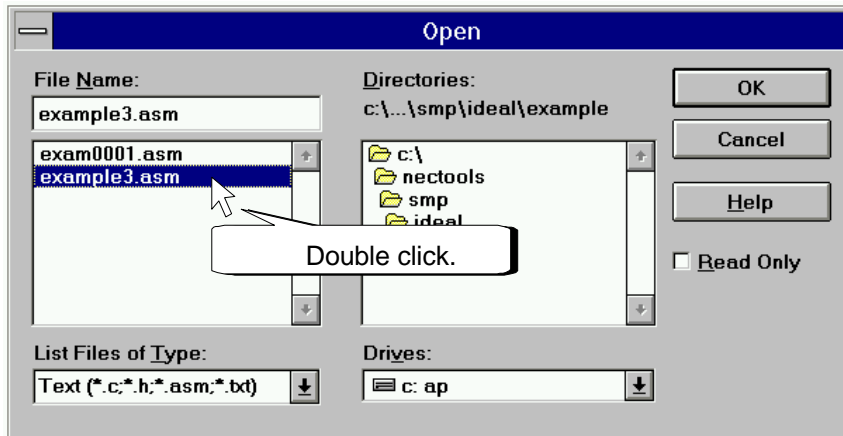 Open
File Name:
example3.asm
exam0001.asm
example3.asm
Directories:
c:\...\smp\ideal\example
c:\
nectools
smp
ideal
OK
Cancel
Help
Read Only
Double click.
List Files of Type:
Text (*.c;*.h;*.asm;*.txt)
Drives:
c: ap